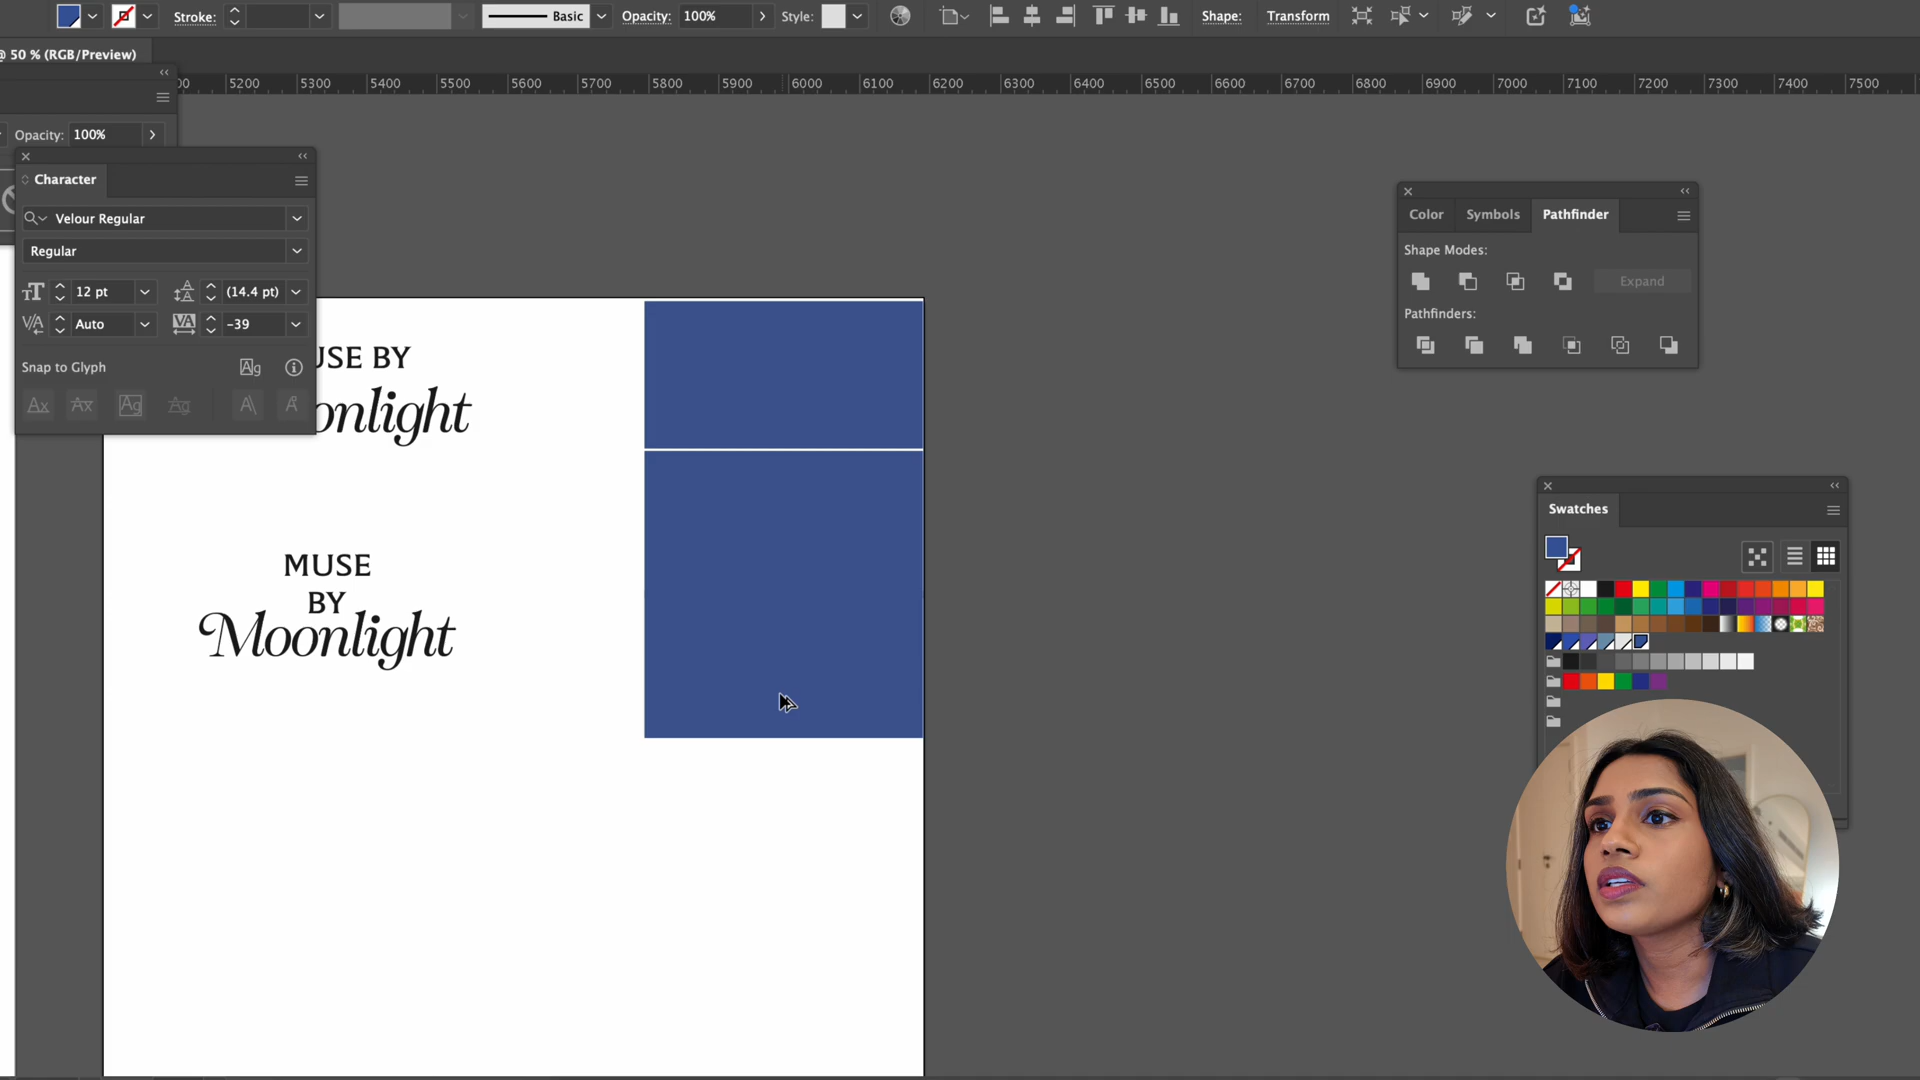 Stroke:
Basic
Opacity: 100%
Style:
Shape:
Transform
@ 50 % (RGB/Preview)
5200 5300 5400 5500 5600 5700 5800 5900 6000 6100 6200 6300 6400 6500 6600 6700 6800 6900 7000 7100 7200 7300 7400 7500
Opacity: 100%
Character
Velour Regular
Regular
12 pt (14.4 pt)
Auto -39
Snap to Glyph
USE BY
onlight
MUSE
BY
Moonlight
Color Symbols Pathfinder
Shape Modes:
Expand
Pathfinders:
Swatches